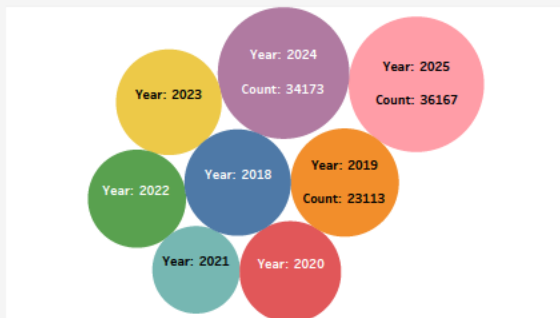 Year: 2024
Count: 34173
Year: 2025
Count: 36167
Year: 2023
Year: 2018
Year: 2019
Count: 23113
Year: 2022
Year: 2021
Year: 2020